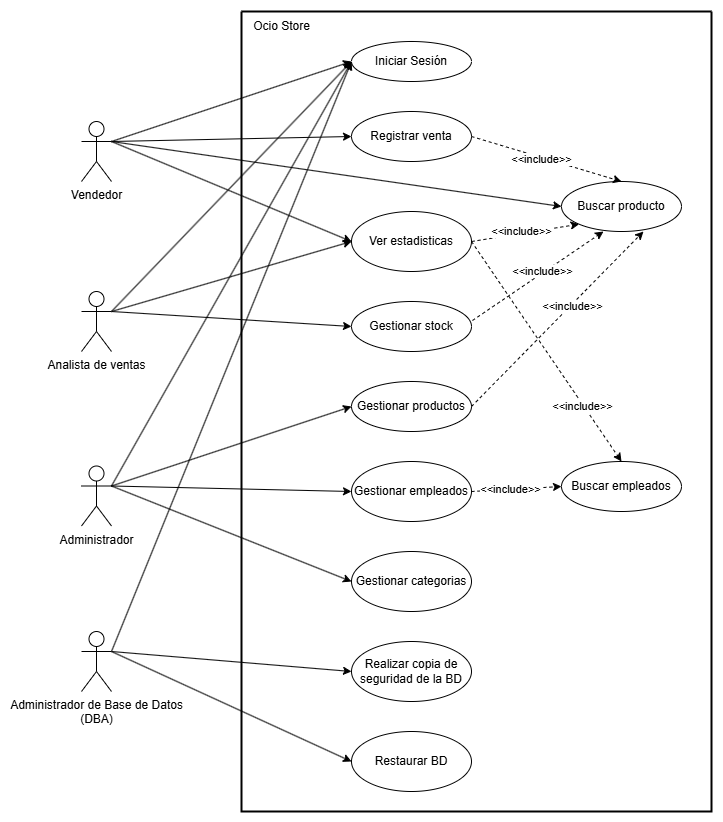 Ocio Store
Iniciar Sesión
Registrar venta
<<include>>
Vendedor
Buscar producto
Ver estadisticas
<<include>>
<<include>>
<<include>>
Gestionar stock
Analista de ventas
Gestionar productos
<<include>>
Gestionar empleados
<<include>>
Buscar empleados
Administrador
Gestionar categorias
Realizar copia de
seguridad de la BD
Administrador de Base de Datos
(DBA)
Restaurar BD